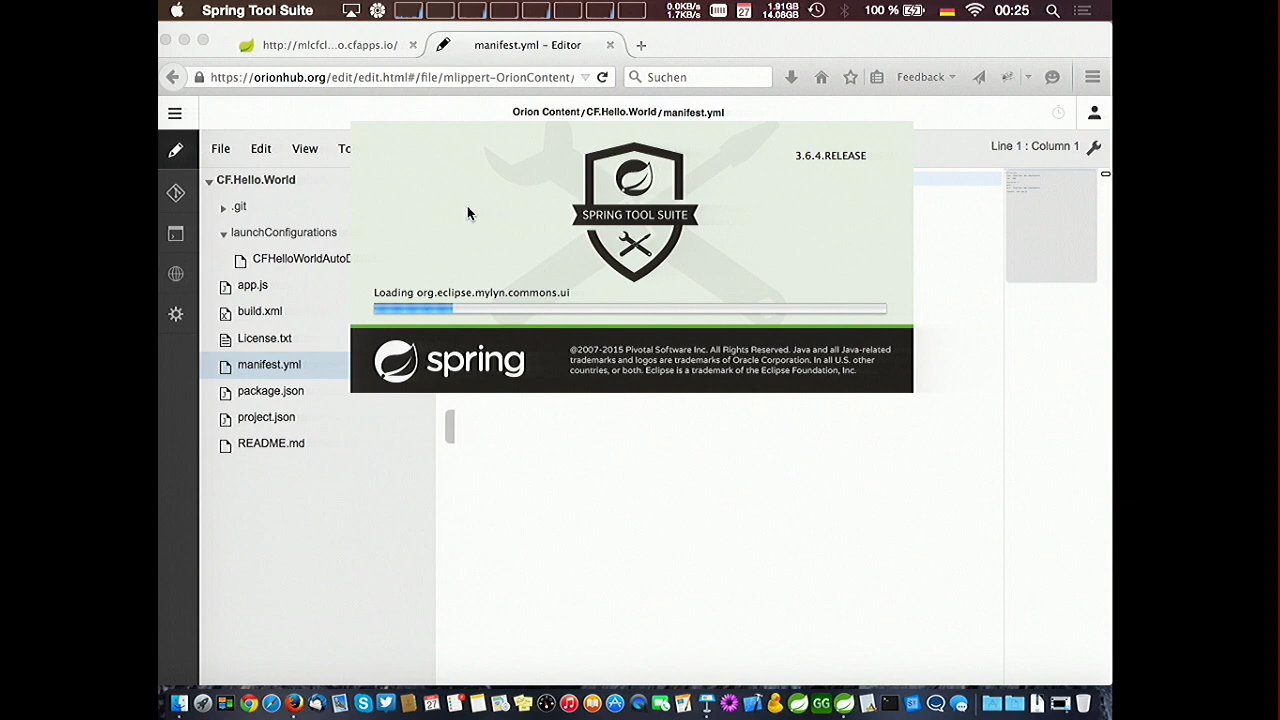 Spring Tool Suite
0.0KB/s
1.7KB/s
27
1.91GB
14.08GB
100 %
00:25
http://mlcfcl...o.cfapps.io/
manifest.yml – Editor
https://orionhub.org/edit/edit.html#/file/mlippert-OrionContent/
Suchen
Feedback
Orion Content/CF.Hello.World/manifest.yml
File
Edit
View
To
Line 1 : Column 1
CF.Hello.World
.git
launchConfigurations
CFHelloWorldAuto
app.js
build.xml
License.txt
manifest.yml
package.json
project.json
README.md
3.6.4.RELEASE
SPRING TOOL SUITE
Loading org.eclipse.mylyn.commons.ui
spring
©2007-2015 Pivotal Software Inc. All Rights Reserved. Java and all Java-related
trademarks and logos are trademarks of Oracle Corporation. In all U.S. other
countries, or both. Eclipse is a trademark of the Eclipse Foundation, Inc.
27
GG